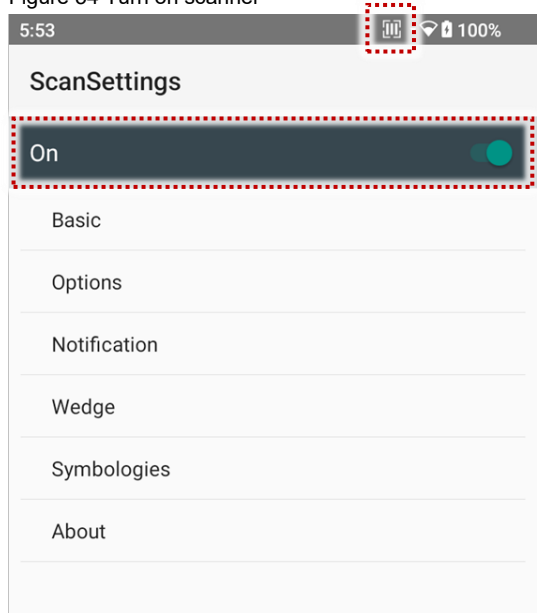 Figure 64 Turn on scanner
5:53 100%
ScanSettings
On
Basic
Options
Notification
Wedge
Symbologies
About